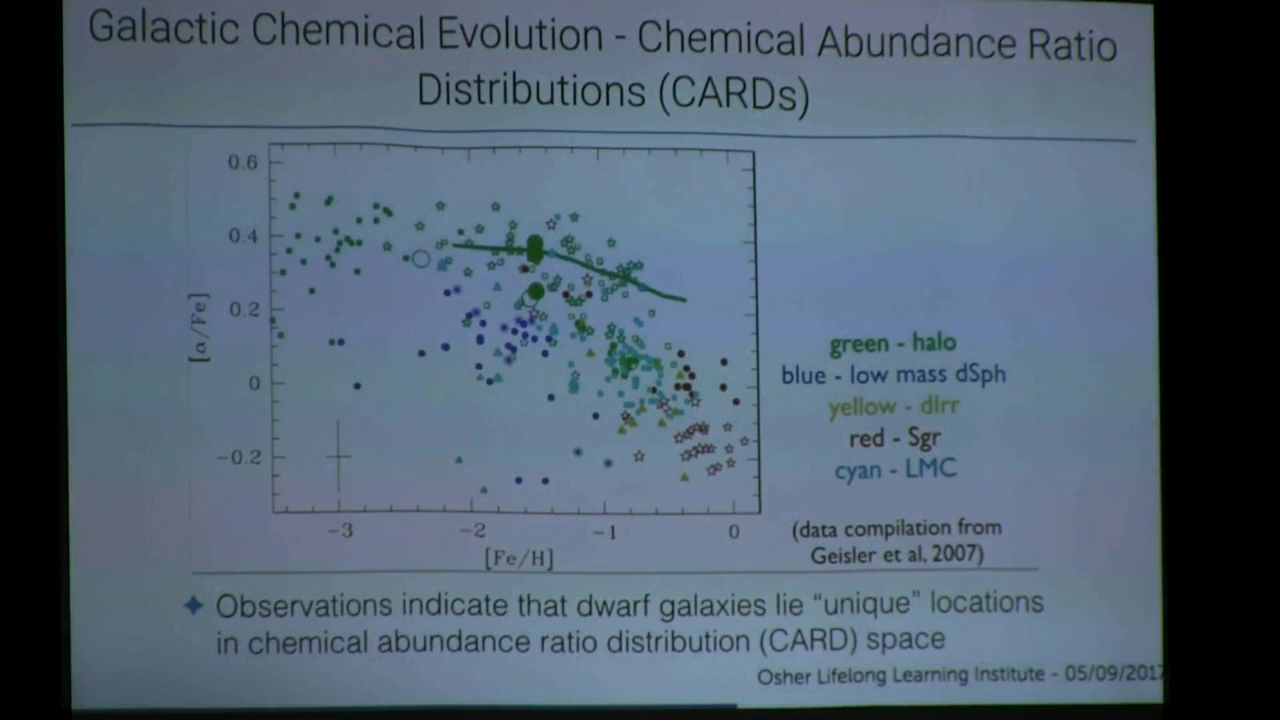 Galactic Chemical Evolution - Chemical Abundance Ratio
Distributions (CARDs)
0.6
0.4
0.2
0
−0.2
[α/Fe]
−3
−2
−1
0
[Fe/H]
green - halo
blue - low mass dSph
yellow - dIrr
red - Sgr
cyan - LMC
(data compilation from
Geisler et al, 2007)
✦ Observations indicate that dwarf galaxies lie “unique” locations
in chemical abundance ratio distribution (CARD) space
Osher Lifelong Learning Institute - 05/09/2017